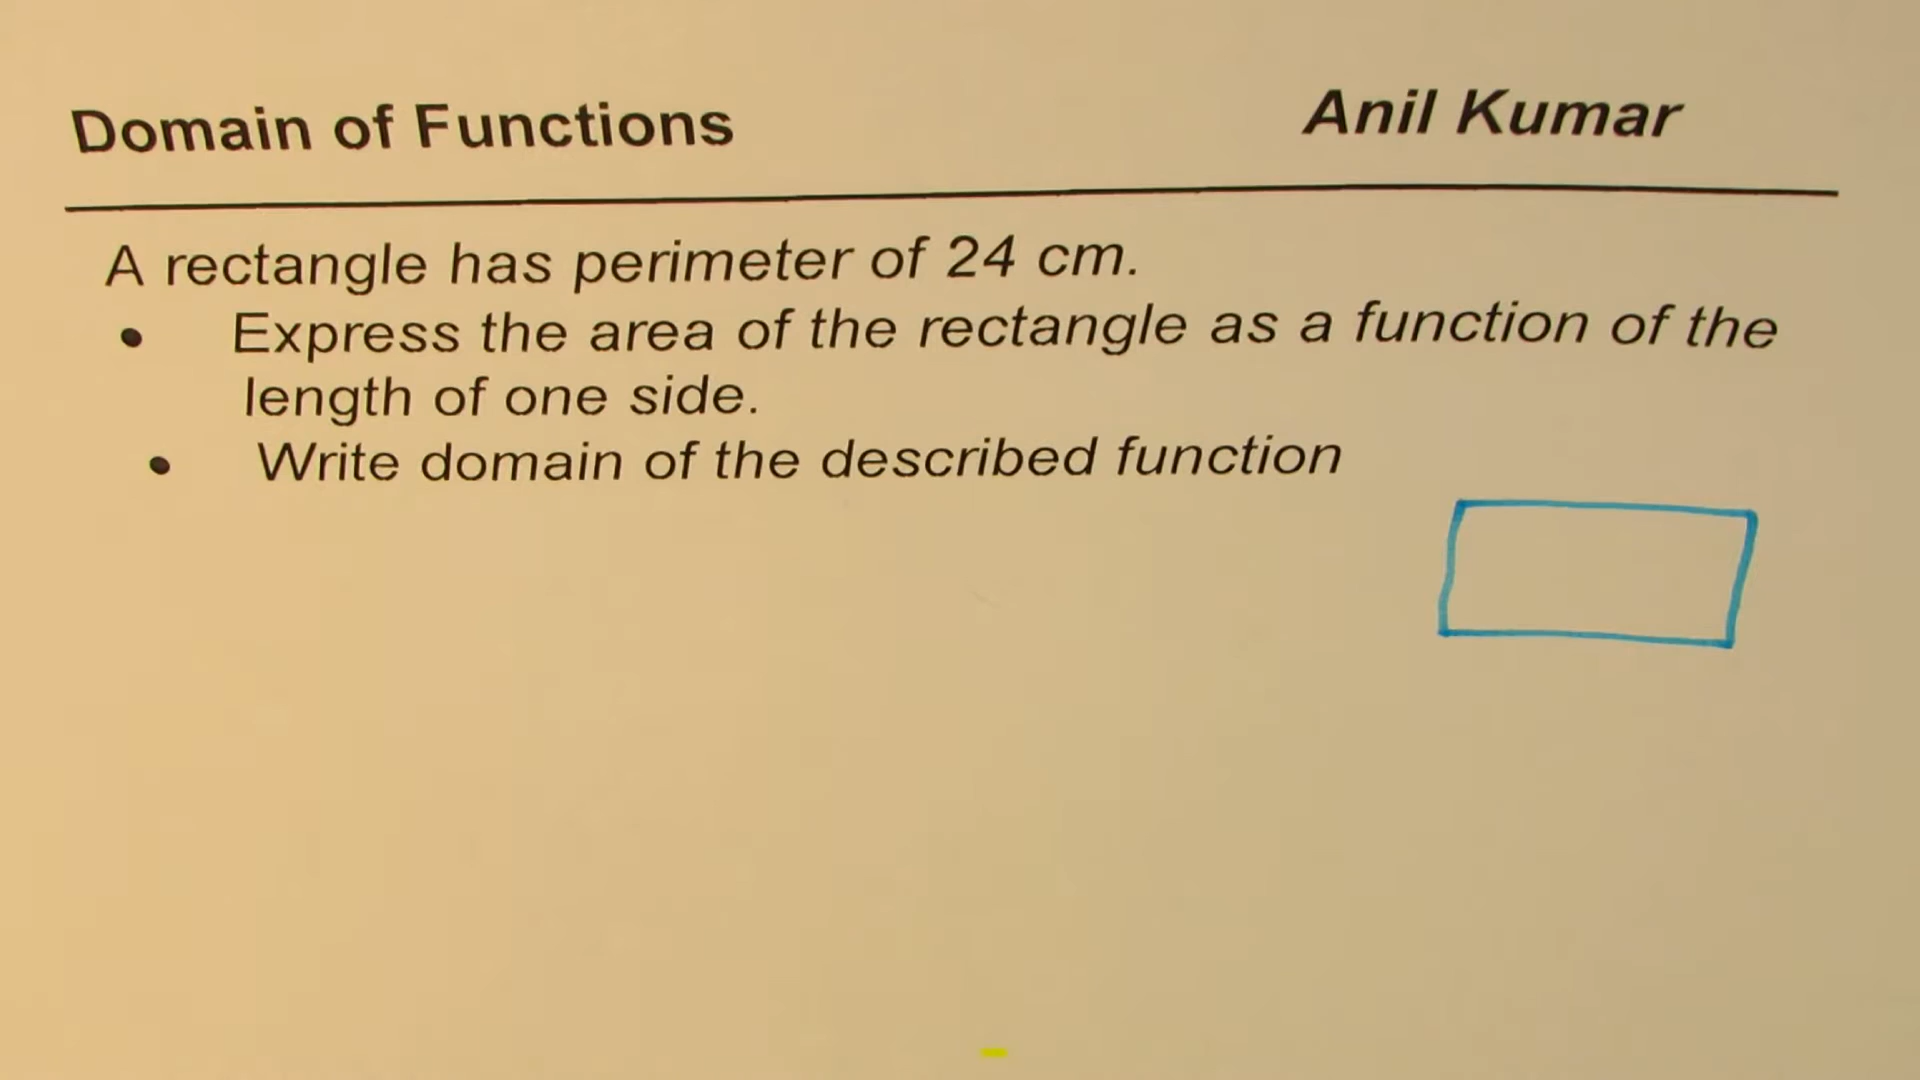 Domain of Functions Anil Kumar
A rectangle has perimeter of 24 cm.
• Express the area of the rectangle as a function of the
length of one side.
• Write domain of the described function